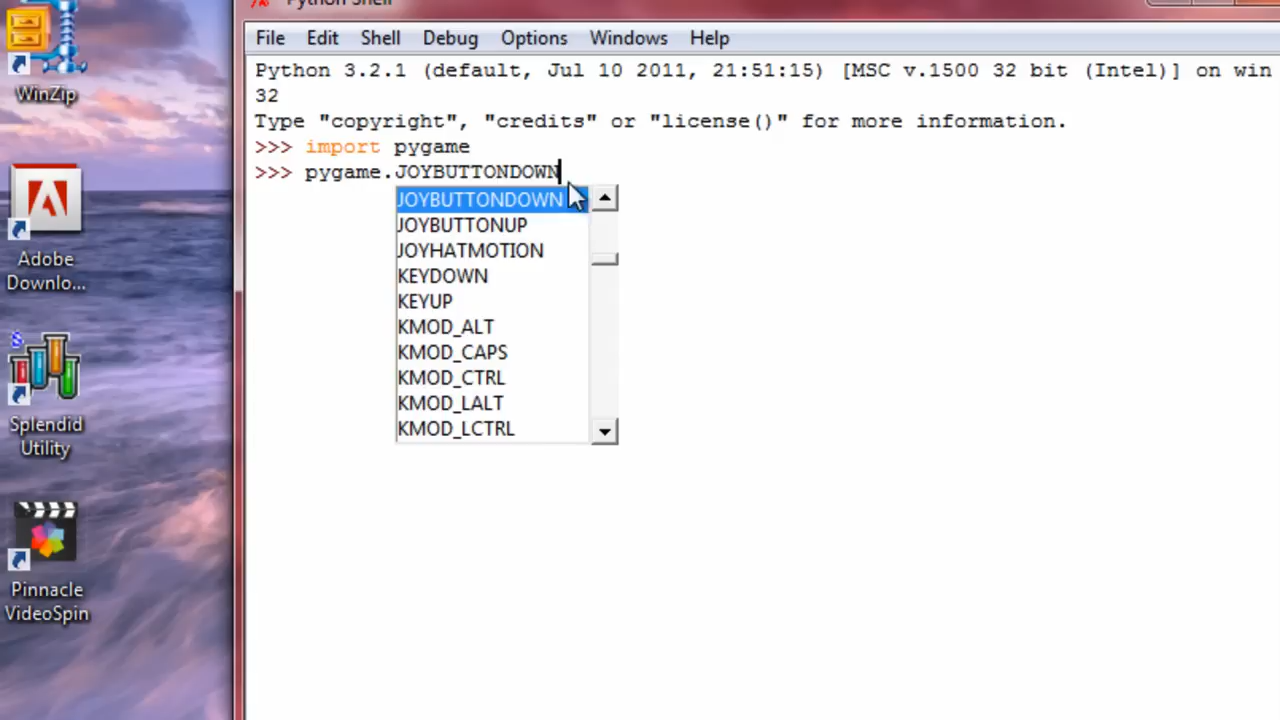 Python Shell
File Edit Shell Debug Options Windows Help
Python 3.2.1 (default, Jul 10 2011, 21:51:15) [MSC v.1500 32 bit (Intel)] on win
32
Type "copyright", "credits" or "license()" for more information.
>>> import pygame
>>> pygame.JOYBUTTONDOWN
JOYBUTTONDOWN
JOYBUTTONUP
JOYHATMOTION
KEYDOWN
KEYUP
KMOD_ALT
KMOD_CAPS
KMOD_CTRL
KMOD_LALT
KMOD_LCTRL
WinZip
Adobe
Downlo...
Splendid
Utility
Pinnacle
VideoSpin